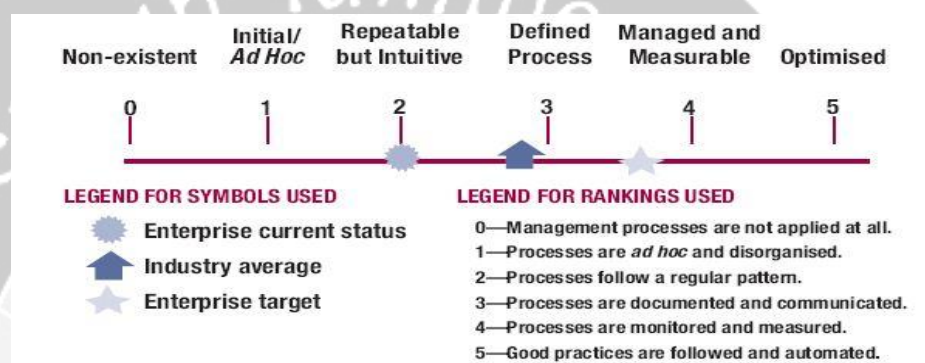 Non-existent
Initial/
Ad Hoc
Repeatable
but Intuitive
Defined
Process
Managed and
Measurable
Optimised
0 1 2 3 4 5
LEGEND FOR SYMBOLS USED
Enterprise current status
Industry average
Enterprise target
LEGEND FOR RANKINGS USED
0—Management processes are not applied at all.
1—Processes are ad hoc and disorganised.
2—Processes follow a regular pattern.
3—Processes are documented and communicated.
4—Processes are monitored and measured.
5—Good practices are followed and automated.